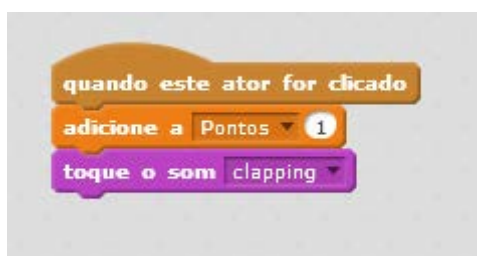 quando este ator for clicado
adicione a Pontos 1
toque o som clapping